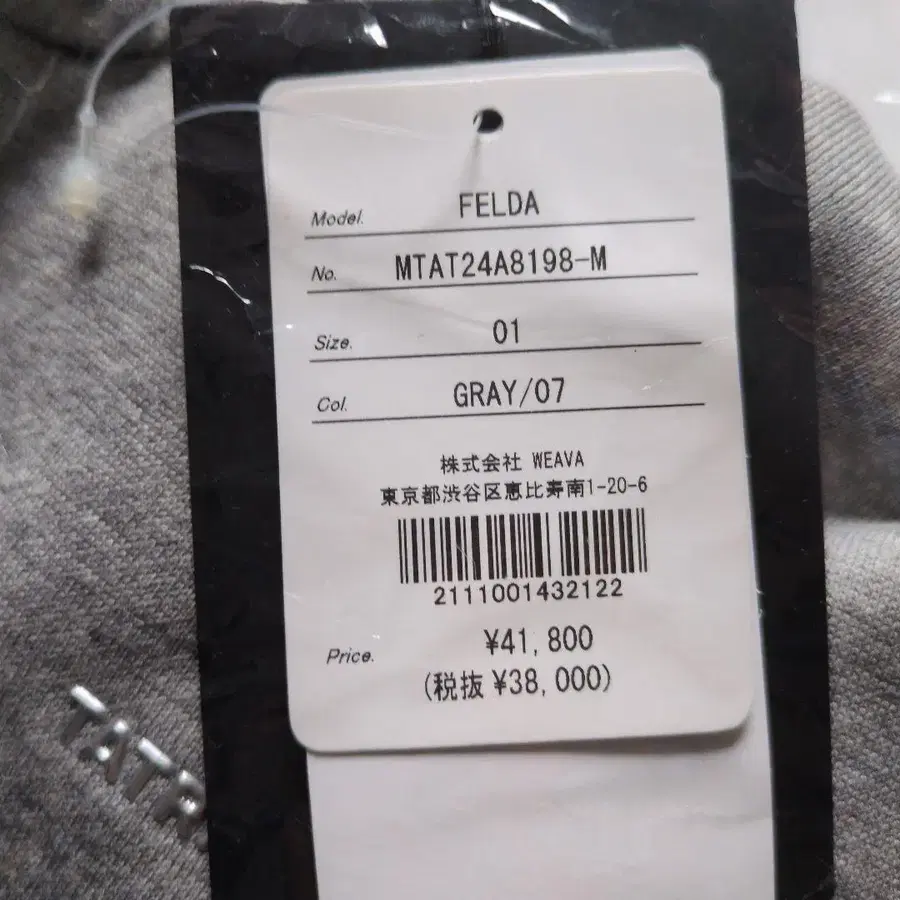 Model. FELDA
No. MTAT24A8198-M
Size. 01
Col. GRAY/07
株式会社 WEAVA
東京都渋谷区恵比寿南1-20-6
2111001432122
Price. ¥41,800
(税抜 ¥38,000)
TATR